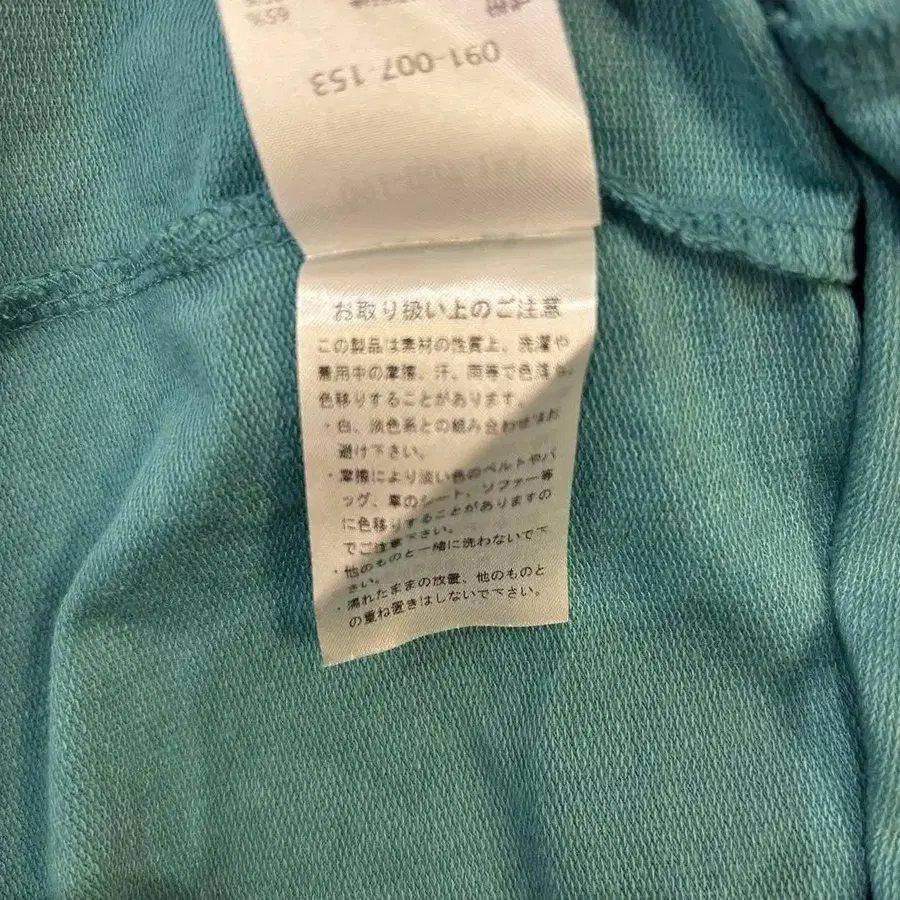 65%
091-007-153
お取り扱い上のご注意
この製品は素材の性質上、洗濯や
着用中の摩擦、汗、雨等で色落ち、
色移りすることがあります。
・白、淡色系との組み合わせはお
避け下さい。
・摩擦により淡い色のベルトやバ
ッグ、車のシート、ソファー等
に色移りすることがありますの
でご注意下さい。
・他のものと一緒に洗わないで下
さい。
・濡れたままの放置、他のものと
の重ね置きはしないで下さい。